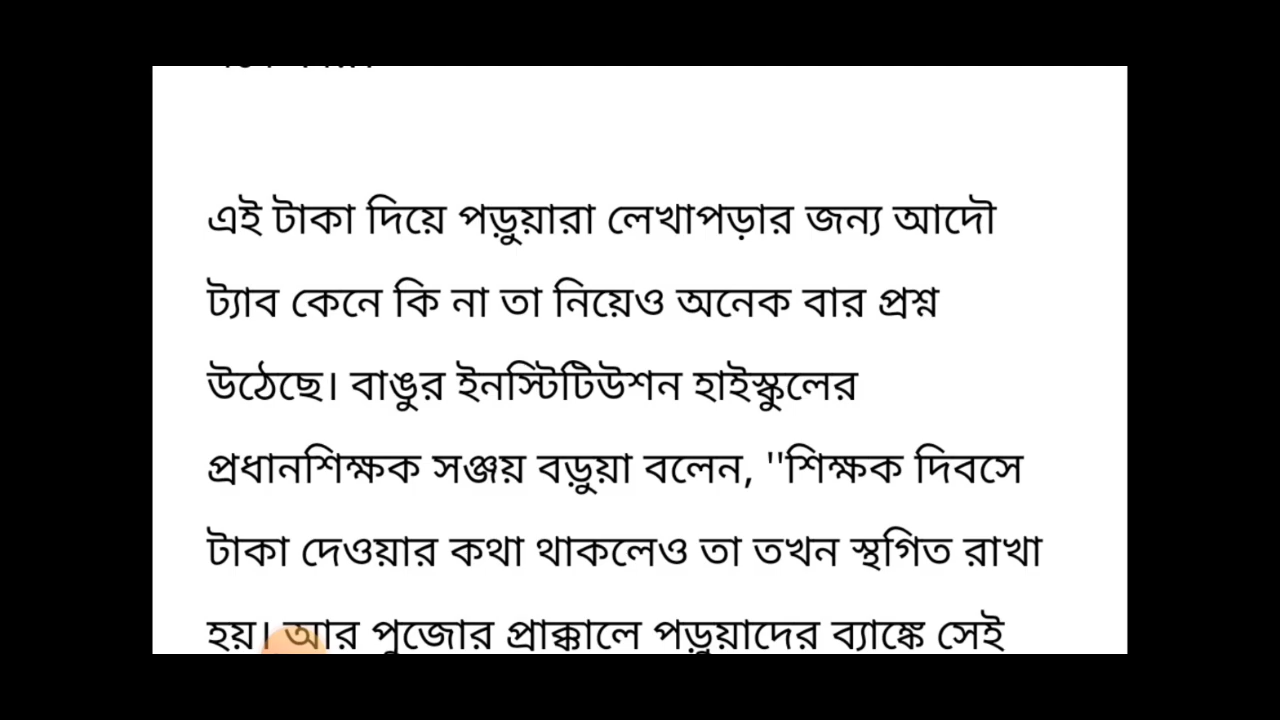 এই টাকা দিয়ে পড়ুয়ারা লেখাপড়ার জন্য আদৌ
ট্যাব কেনে কি না তা নিয়েও অনেক বার প্রশ্ন
উঠেছে। বাঙুর ইনস্টিটিউশন হাইস্কুলের
প্রধানশিক্ষক সঞ্জয় বড়ুয়া বলেন, ''শিক্ষক দিবসে
টাকা দেওয়ার কথা থাকলেও তা তখন স্থগিত রাখা
হয়। আর পুজোর প্রাক্কালে পড়ুয়াদের ব্যাঙ্কে সেই